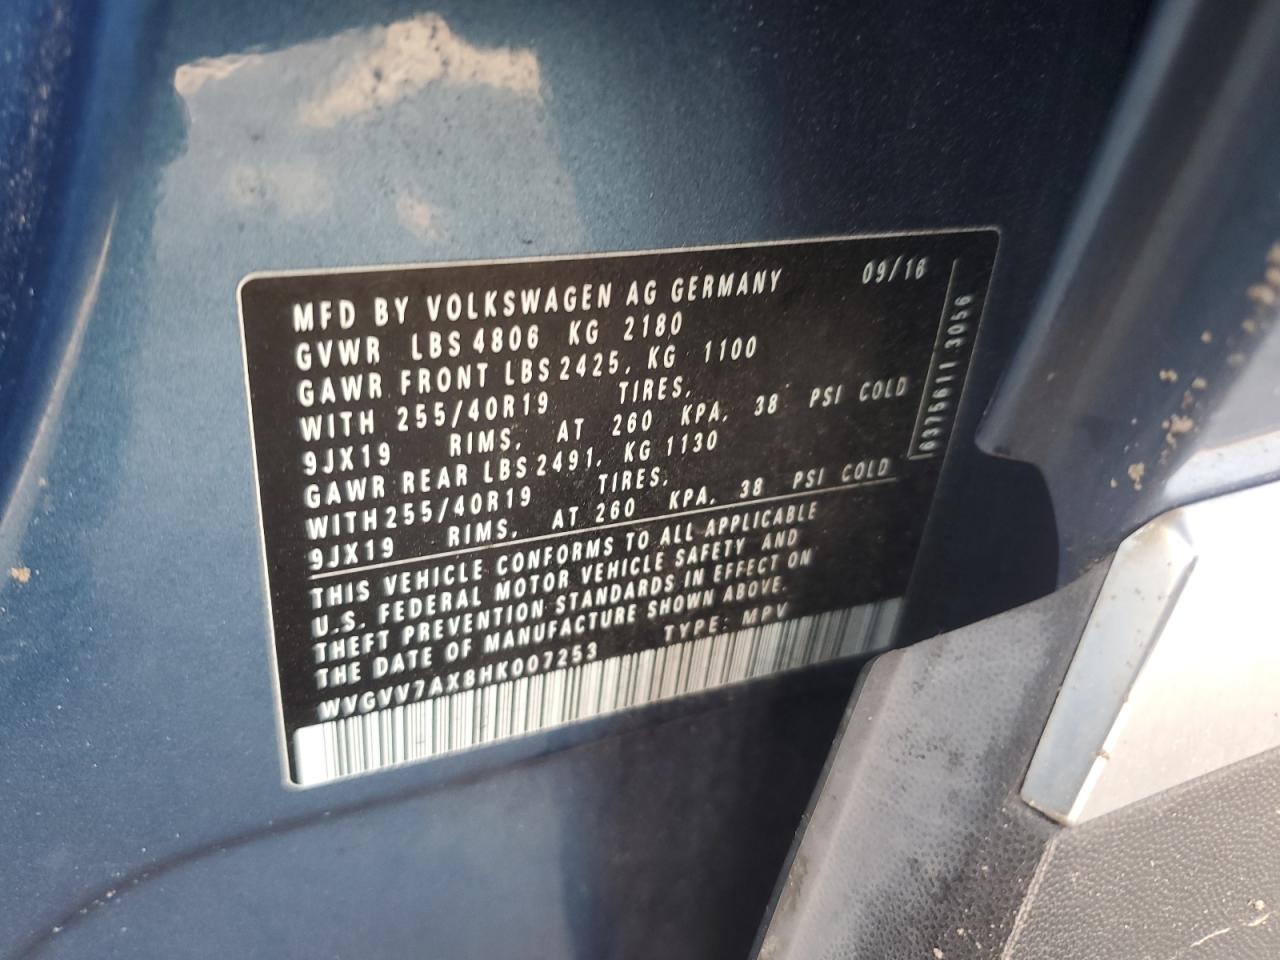 MFD BY VOLKSWAGEN AG GERMANY 09/16
GVWR LBS 4806 KG 2180
GAWR FRONT LBS 2425, KG 1100
WITH 255/40R19 TIRES,
9JX19 RIMS, AT 260 KPA, 38 PSI COLD
GAWR REAR LBS 2491, KG 1130
WITH 255/40R19 TIRES,
9JX19 RIMS, AT 260 KPA, 38 PSI COLD
THIS VEHICLE CONFORMS TO ALL APPLICABLE
U.S. FEDERAL MOTOR VEHICLE SAFETY AND
THEFT PREVENTION STANDARDS IN EFFECT ON
THE DATE OF MANUFACTURE SHOWN ABOVE.
WVGVV7AX8HK007253 TYPE: MPV